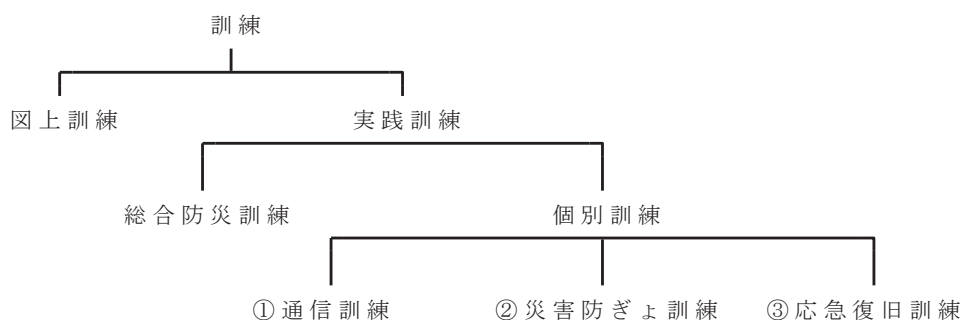 訓練
図上訓練 実践訓練
総合防災訓練 個別訓練
①通信訓練 ②災害防ぎょ訓練 ③応急復旧訓練